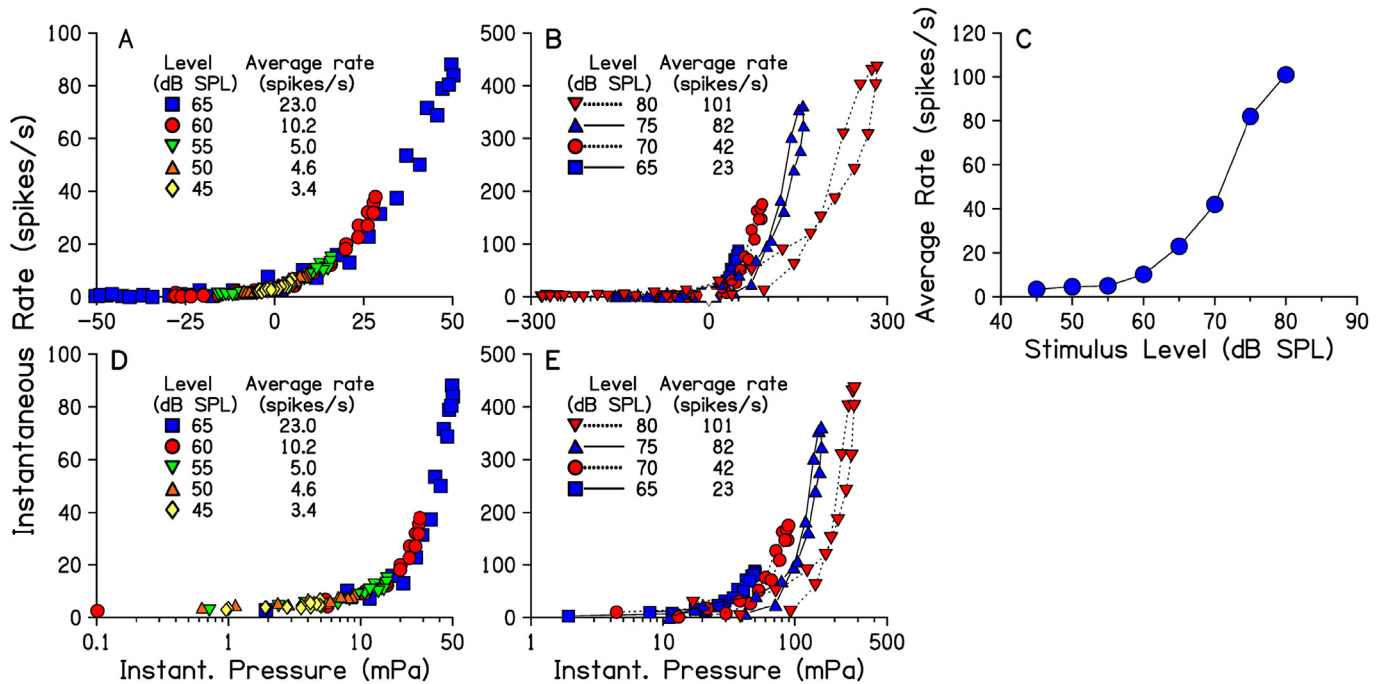 Instantaneous Rate (spikes/s)
A
Level Average rate
(dB SPL) (spikes/s)
65 23.0
60 10.2
55 5.0
50 4.6
45 3.4
100
80
60
40
20
0
-50 -25 0 25 50
B
Level Average rate
(dB SPL) (spikes/s)
80 101
75 82
70 42
65 23
500
400
300
200
100
0
-300 0 300
C
Average Rate (spikes/s)
120
100
80
60
40
20
0
40 50 60 70 80 90
Stimulus Level (dB SPL)
D
Level Average rate
(dB SPL) (spikes/s)
65 23.0
60 10.2
55 5.0
50 4.6
45 3.4
100
80
60
40
20
0
0.1 1 10 50
Instant. Pressure (mPa)
E
Level Average rate
(dB SPL) (spikes/s)
80 101
75 82
70 42
65 23
500
400
300
200
100
0
1 10 100 500
Instant. Pressure (mPa)